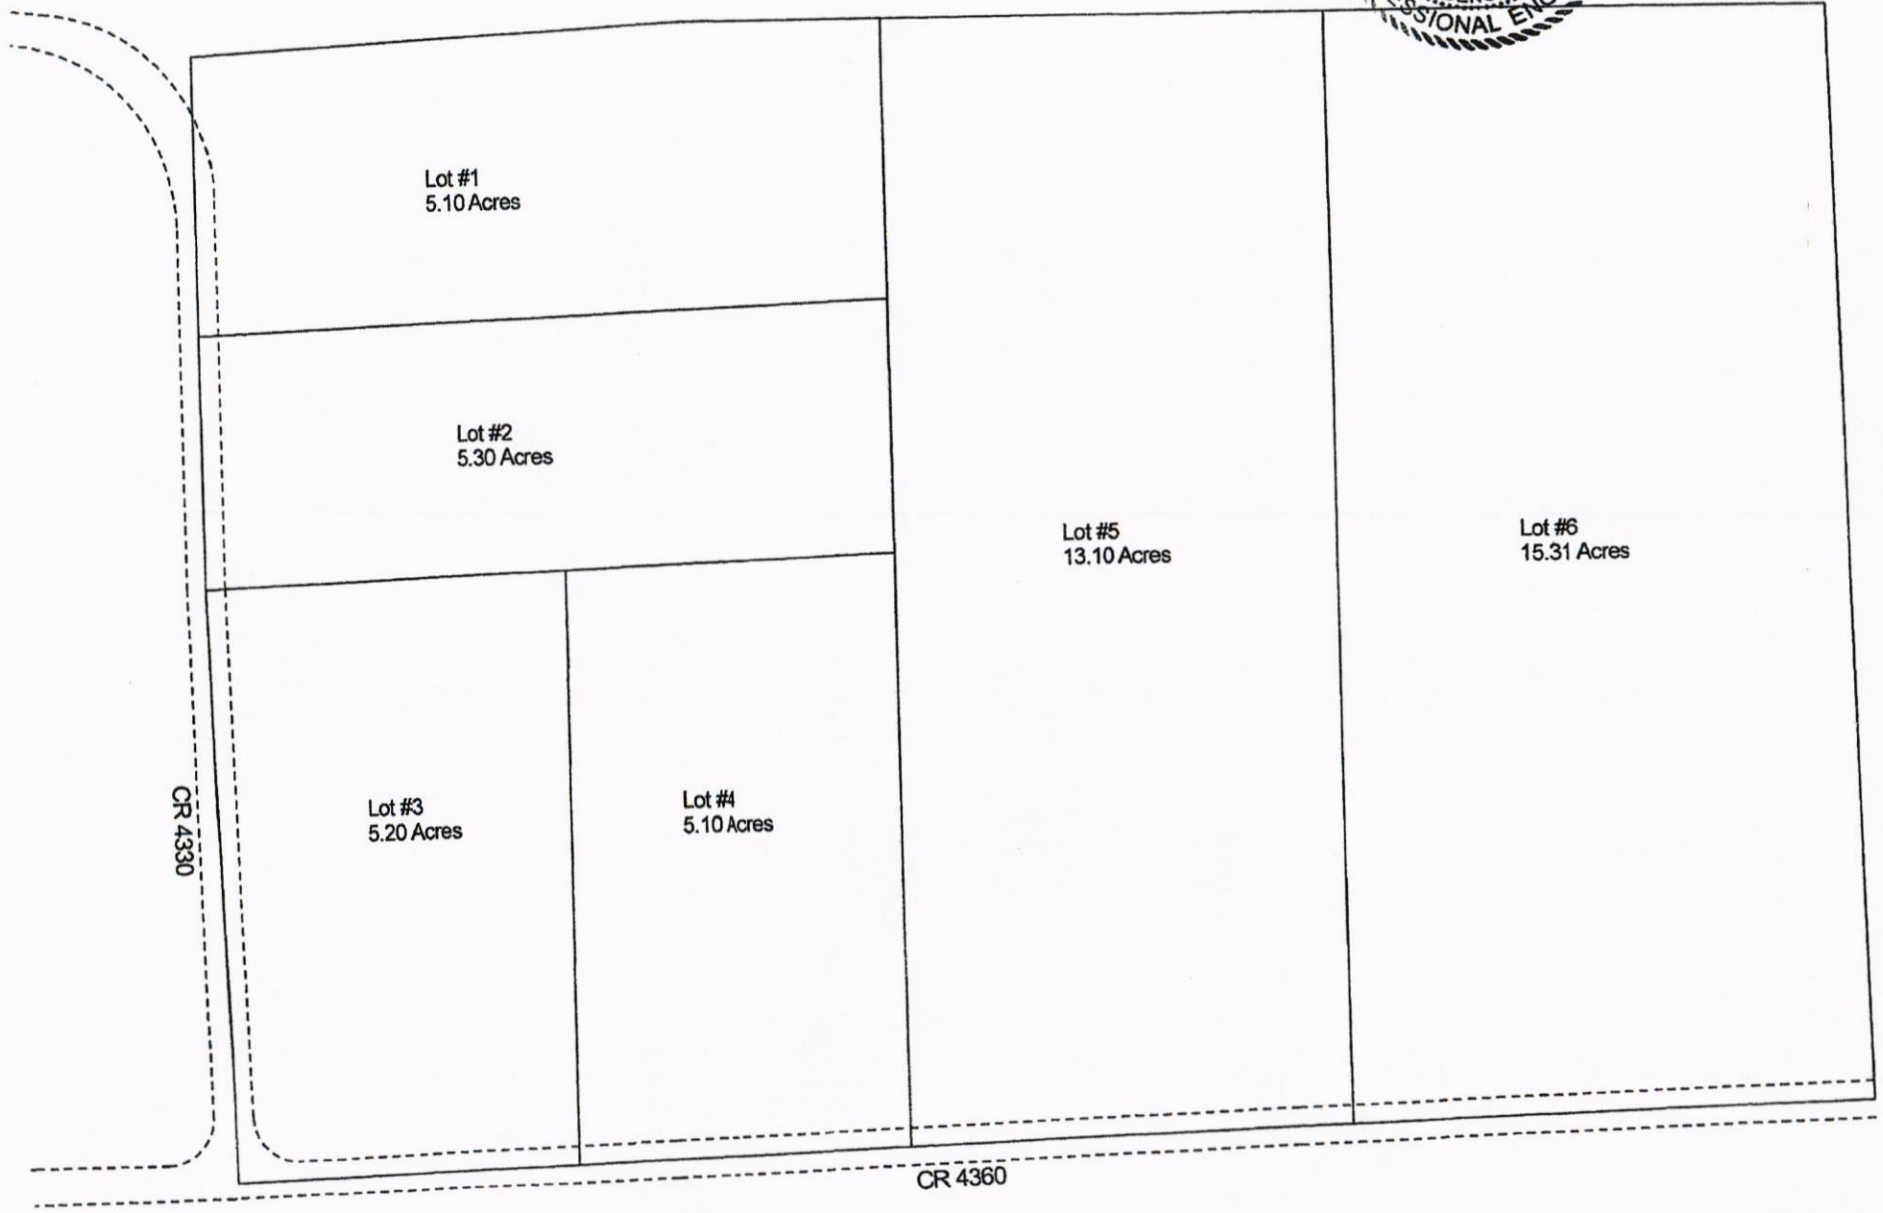 SSIONAL ENG
Lot #1
5.10 Acres
Lot #2
5.30 Acres
Lot #5
13.10 Acres
Lot #6
15.31 Acres
Lot #3
5.20 Acres
Lot #4
5.10 Acres
CR 4330
CR 4360